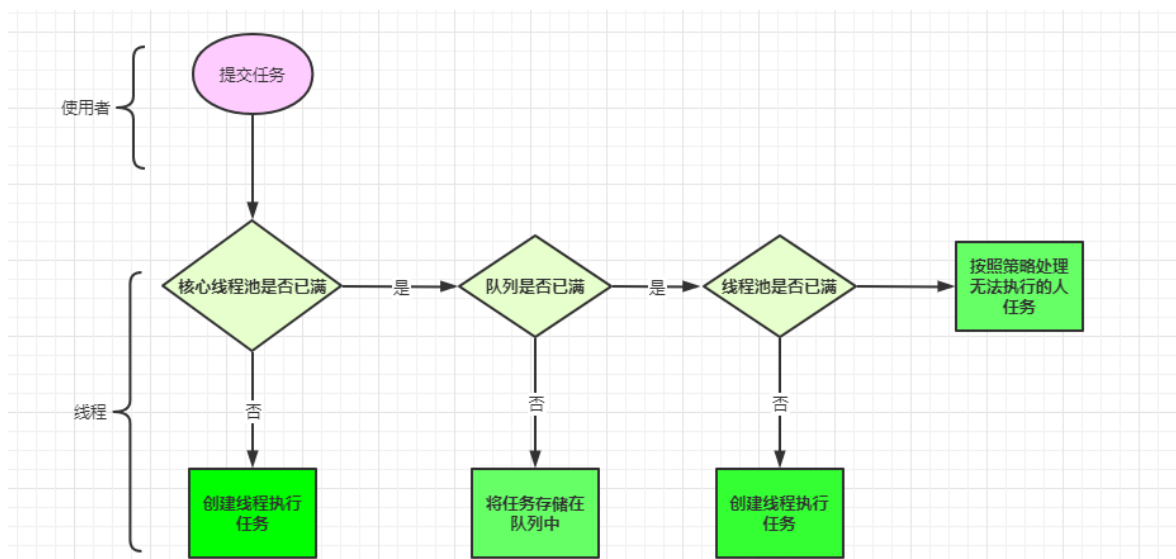 提交任务
使用者
核心线程池是否已满
是
队列是否已满
是
线程池是否已满
按照策略处理
无法执行的人
任务
线程
否
否
否
创建线程执行
任务
将任务存储在
队列中
创建线程执行
任务